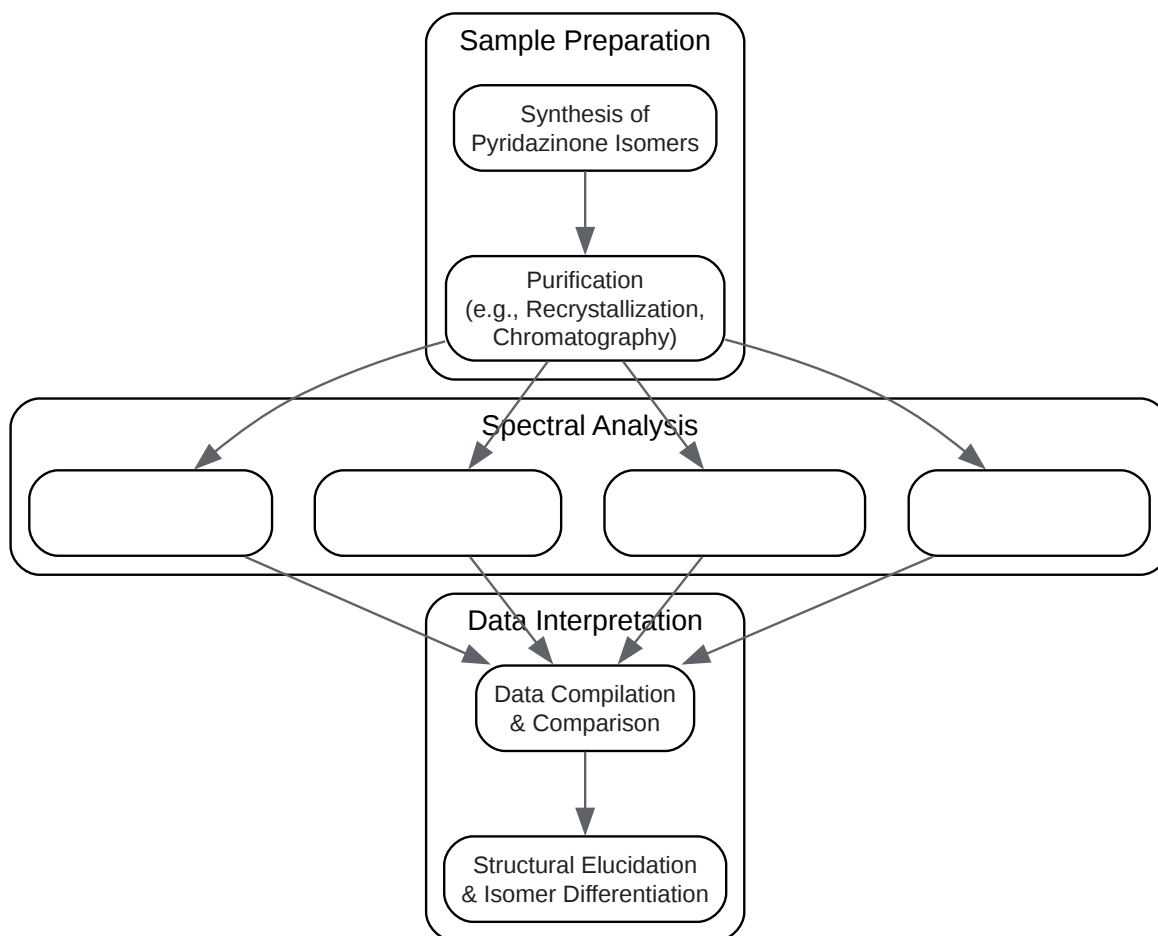 Sample Preparation
Synthesis of
Pyridazinone Isomers
Purification
(e.g., Recrystallization,
Chromatography)
Spectral Analysis
Data Interpretation
Data Compilation
& Comparison
Structural Elucidation
& Isomer Differentiation